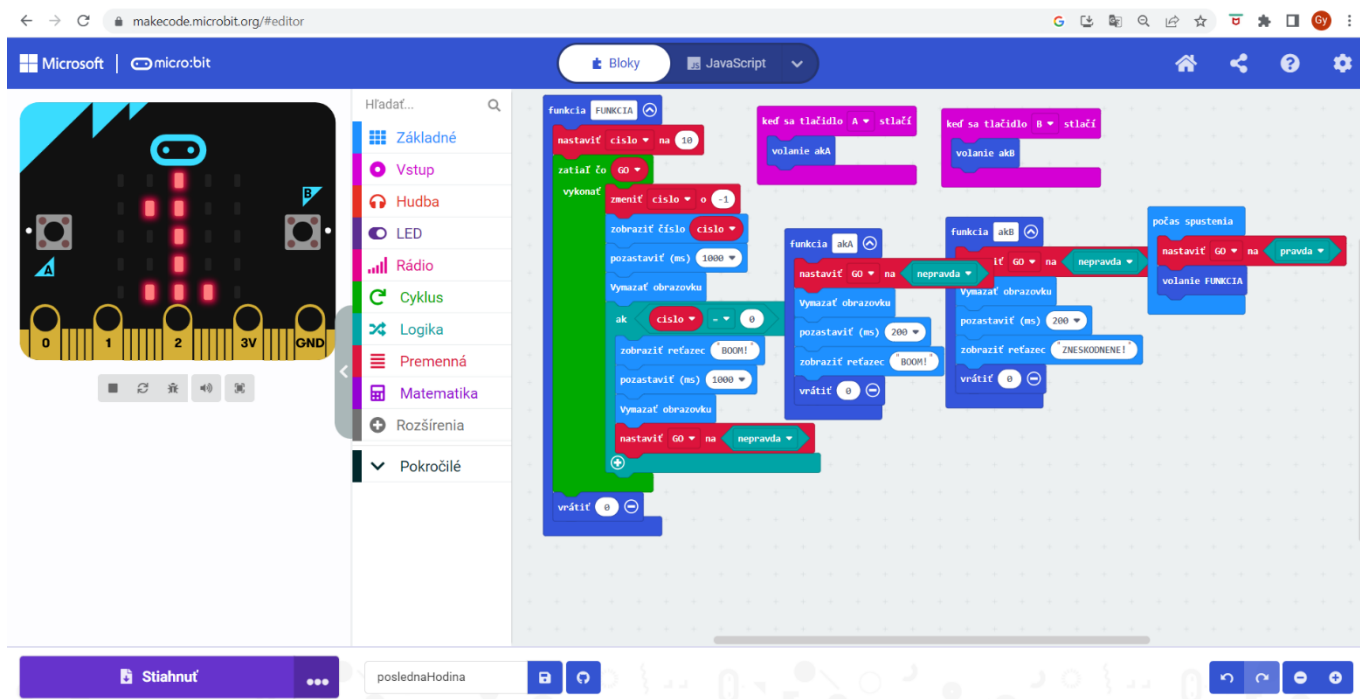 makecode.microbit.org/#editor
Gy
Microsoft micro:bit
Bloky
JS JavaScript
A
B
0 1 2 3V GND
Hľadať...
Základné
Vstup
Hudba
LED
Rádio
Cyklus
Logika
Premenná
Matematika
Rozšírenia
Pokročilé
funkcia FUNKCIA
nastaviť cislo na 10
zatiaľ čo GO
vykonať
zmeniť cislo o -1
zobraziť číslo cislo
pozastaviť (ms) 1000
Vymazať obrazovku
ak cislo = 0
zobraziť reťazec "BOOM!"
pozastaviť (ms) 1000
Vymazať obrazovku
nastaviť GO na nepravda
vrátiť 0
keď sa tlačidlo A stlačí
volanie akA
keď sa tlačidlo B stlačí
volanie akB
funkcia akA
nastaviť GO na nepravda
Vymazať obrazovku
pozastaviť (ms) 200
zobraziť reťazec "BOOM!"
vrátiť 0
funkcia akB
iť GO na nepravda
Vymazať obrazovku
pozastaviť (ms) 200
zobraziť reťazec "ZNESKODNENE!"
vrátiť 0
počas spustenia
nastaviť GO na pravda
volanie FUNKCIA
Stiahnuť
poslednaHodina